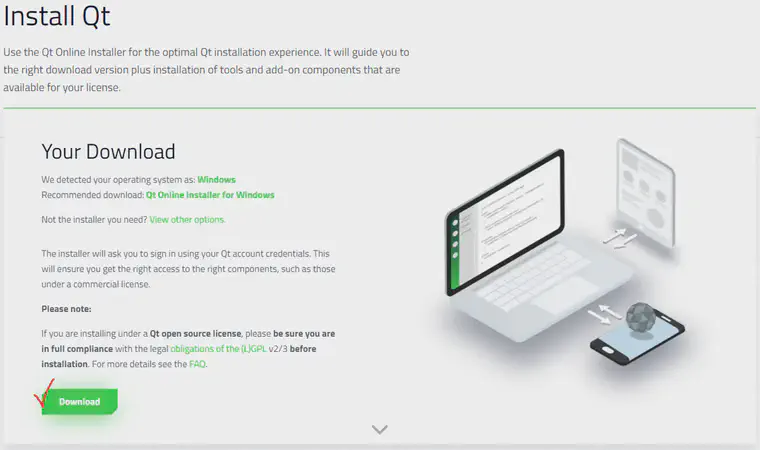 Install Qt
Use the Qt Online Installer for the optimal Qt installation experience. It will guide you to
the right download version plus installation of tools and add-on components that are
available for your license.
Your Download
We detected your operating system as: Windows
Recommended download: Qt Online Installer for Windows
Not the installer you need? View other options.
The installer will ask you to sign in using your Qt account credentials. This
will ensure you get the right access to the right components, such as those
under a commercial license.
Please note:
If you are installing under a Qt open source license, please be sure you are
in full compliance with the legal obligations of the (L)GPL v2/3 before
installation. For more details see the FAQ.
Download